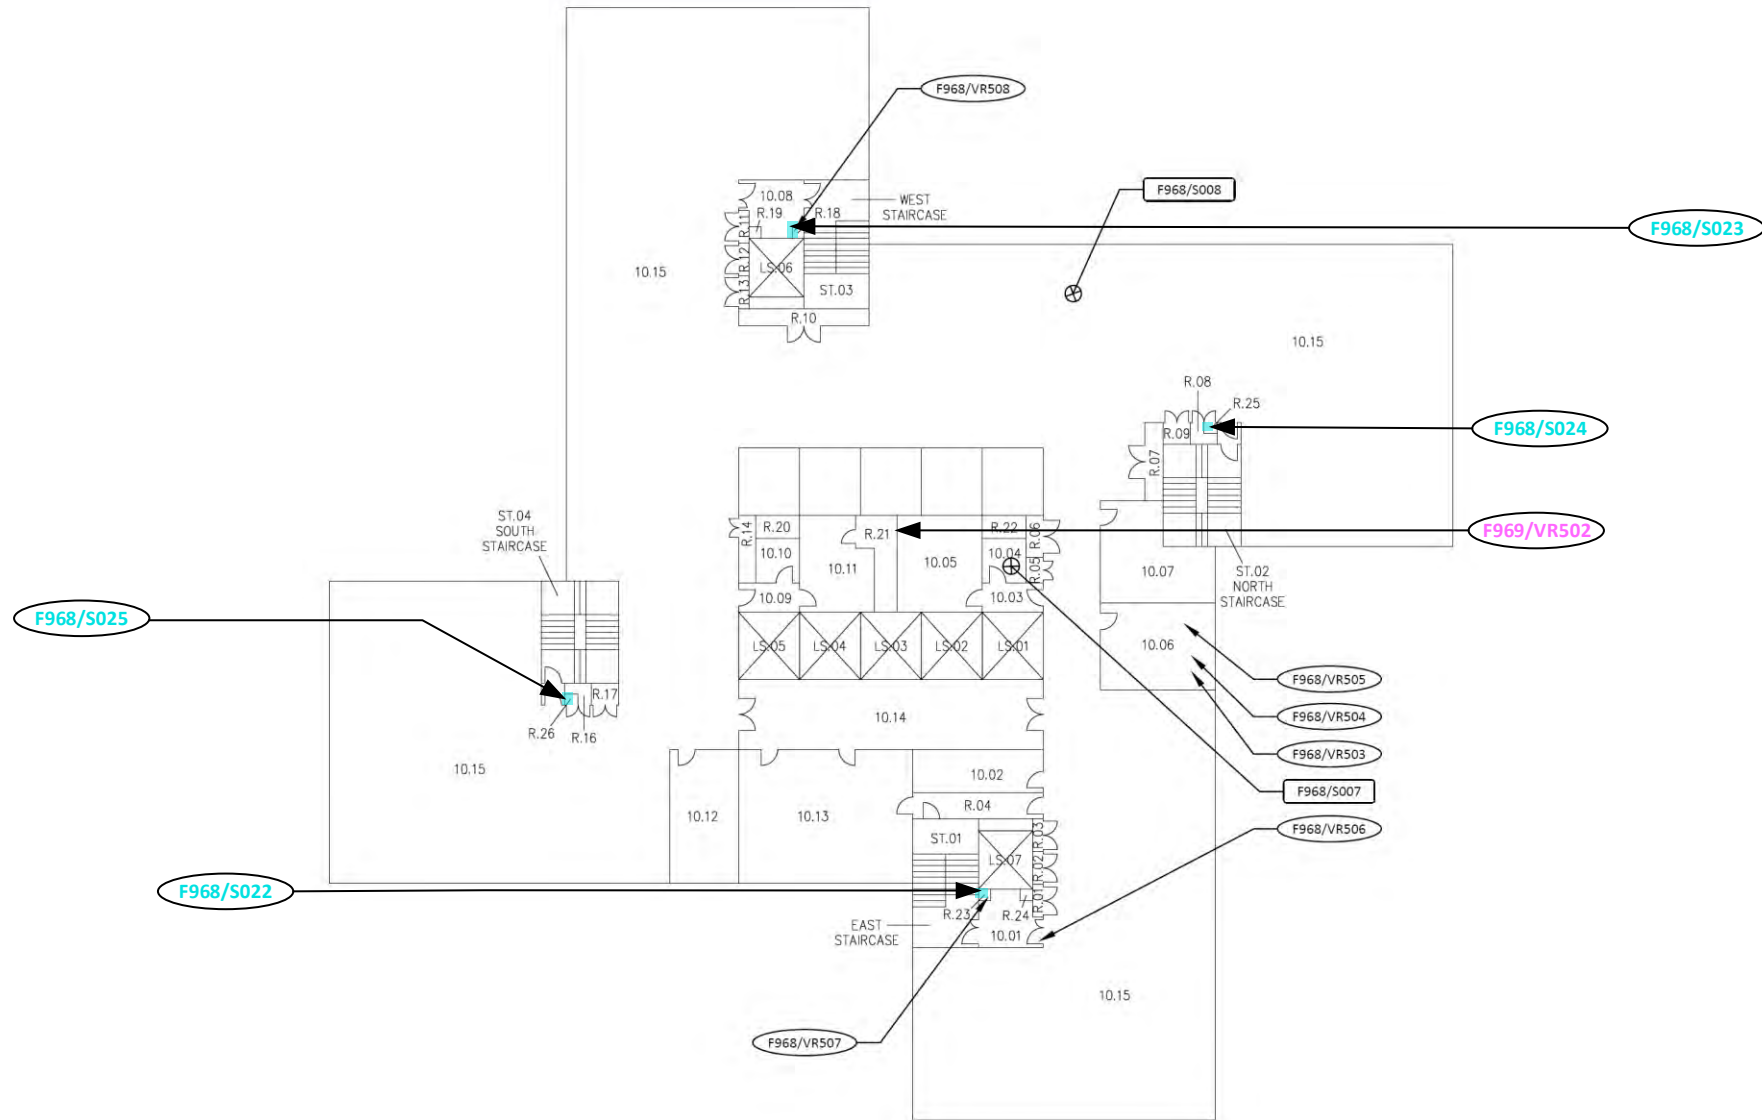 F968/VR508
F968/S008
10.08
WEST
STAIRCASE
R.19
R.18
R.11
F968/S023
R.12
LS.06
10.15
R.13
ST.03
R.10
10.15
R.08
R.25
F968/S024
R.09
R.07
ST.04
SOUTH
STAIRCASE
R.14
R.20
R.21
R.22
R.06
F969/VR502
10.10
10.11
10.05
10.04
R.05
10.07
ST.02
NORTH
STAIRCASE
10.09
10.03
F968/S025
LS.05
LS.04
LS.03
LS.02
LS.01
10.06
F968/VR505
R.17
R.26
R.16
10.14
F968/VR504
F968/VR503
10.15
10.02
F968/S007
R.04
10.12
10.13
F968/VR506
ST.01
R.03
LS.07
R.02
F968/S022
R.01
R.23
R.24
EAST
STAIRCASE
10.01
10.15
F968/VR507